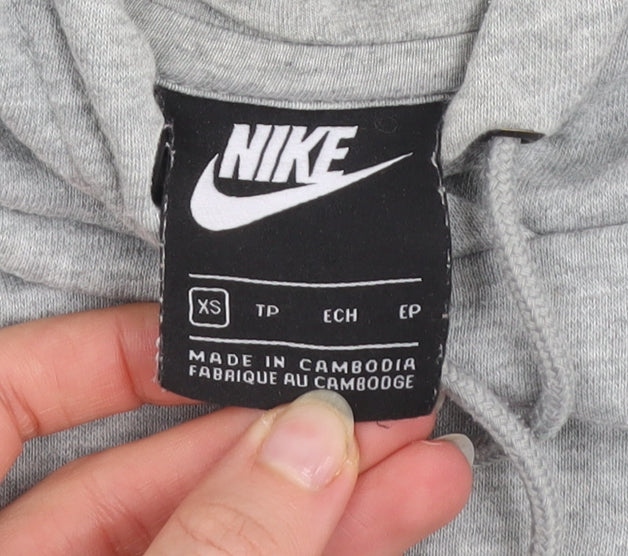 NIKE
XS TP ECH EP
MADE IN CAMBODIA
FABRIQUE AU CAMBODGE